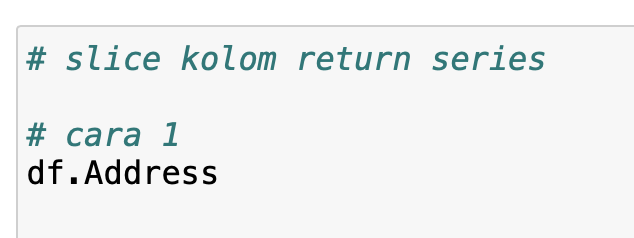 # slice kolom return series
# cara 1
df.Address